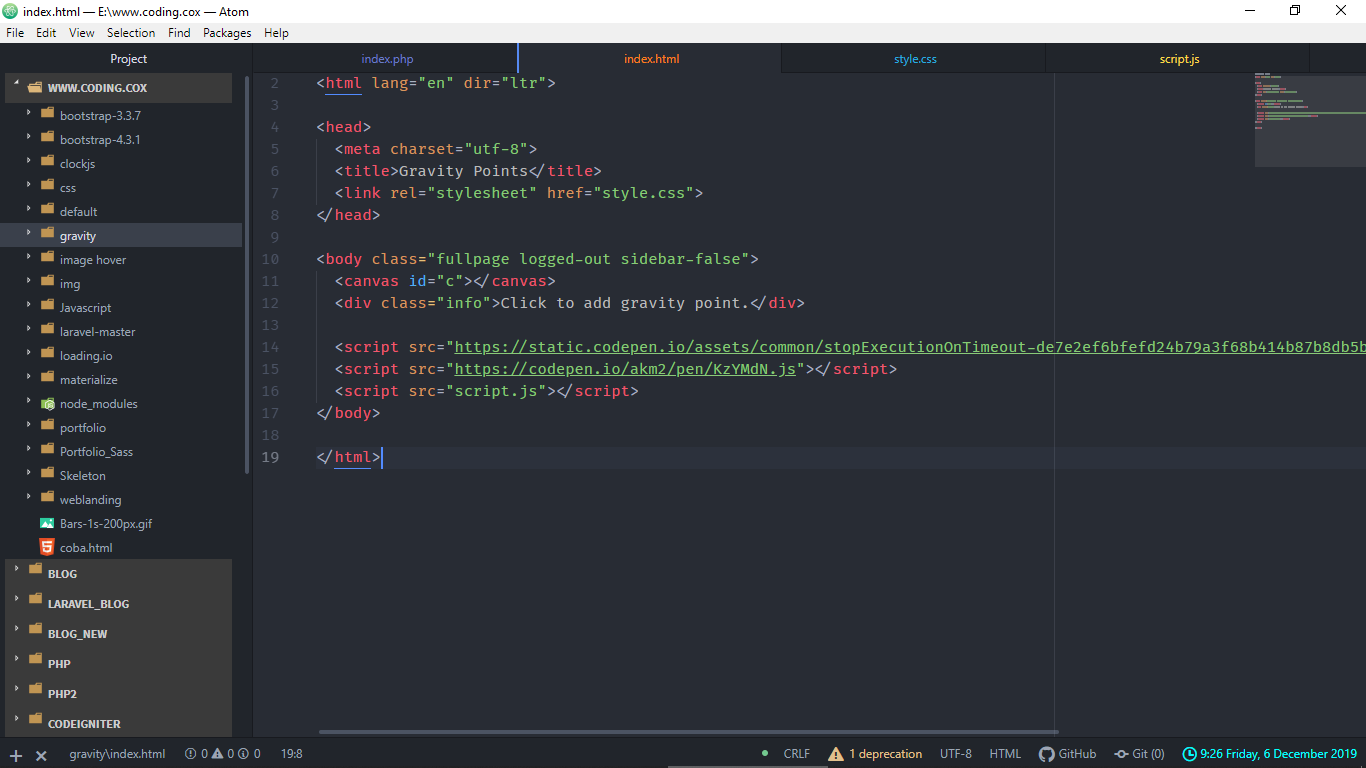 index.html — E:\www.coding.cox — Atom
File Edit View Selection Find Packages Help
Project
WWW.CODING.COX
bootstrap-3.3.7
bootstrap-4.3.1
clockjs
css
default
gravity
image hover
img
Javascript
laravel-master
loading.io
materialize
node_modules
portfolio
Portfolio_Sass
Skeleton
weblanding
Bars-1s-200px.gif
coba.html
BLOG
LARAVEL_BLOG
BLOG_NEW
PHP
PHP2
CODEIGNITER
index.php index.html style.css script.js
2 <html lang="en" dir="ltr">
3
4 <head>
5 <meta charset="utf-8">
6 <title>Gravity Points</title>
7 <link rel="stylesheet" href="style.css">
8 </head>
9
10 <body class="fullpage logged-out sidebar-false">
11 <canvas id="c"></canvas>
12 <div class="info">Click to add gravity point.</div>
13
14 <script src="https://static.codepen.io/assets/common/stopExecutionOnTimeout-de7e2ef6bfefd24b79a3f68b414b87b8db5b
15 <script src="https://codepen.io/akm2/pen/KzYMdN.js"></script>
16 <script src="script.js"></script>
17 </body>
18
19 </html>
gravity\index.html 0 0 0 19:8 CRLF 1 deprecation UTF-8 HTML GitHub Git (0) 9:26 Friday, 6 December 2019